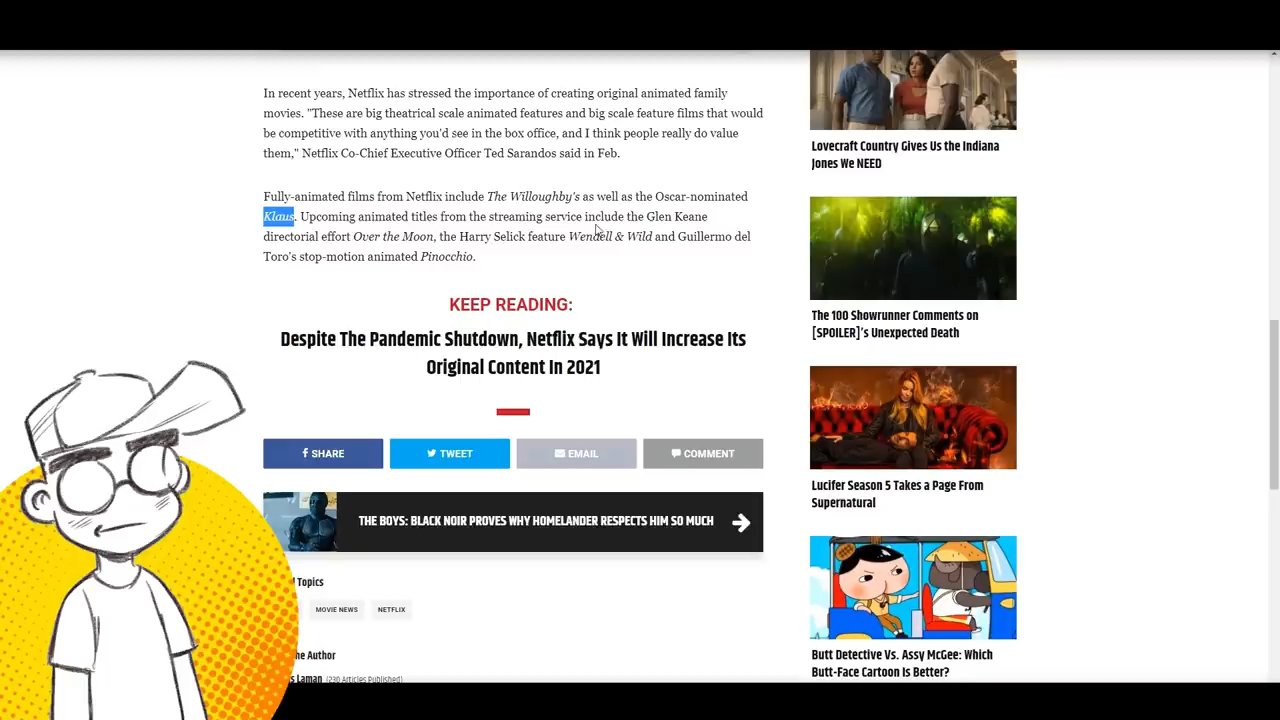 In recent years, Netflix has stressed the importance of creating original animated family
movies. "These are big theatrical scale animated features and big scale feature films that would
be competitive with anything you'd see in the box office, and I think people really do value
them," Netflix Co-Chief Executive Officer Ted Sarandos said in Feb.
Fully-animated films from Netflix include The Willoughby's as well as the Oscar-nominated
Klaus. Upcoming animated titles from the streaming service include the Glen Keane
directorial effort Over the Moon, the Harry Selick feature Wendell & Wild and Guillermo del
Toro's stop-motion animated Pinocchio.
KEEP READING:
Despite The Pandemic Shutdown, Netflix Says It Will Increase Its
Original Content In 2021
SHARE
TWEET
EMAIL
COMMENT
THE BOYS: BLACK NOIR PROVES WHY HOMELANDER RESPECTS HIM SO MUCH
Topics
MOVIE NEWS
NETFLIX
he Author
s Laman (230 Articles Published)
Lovecraft Country Gives Us the Indiana
Jones We NEED
The 100 Showrunner Comments on
[SPOILER]'s Unexpected Death
Lucifer Season 5 Takes a Page From
Supernatural
Butt Detective Vs. Assy McGee: Which
Butt-Face Cartoon Is Better?